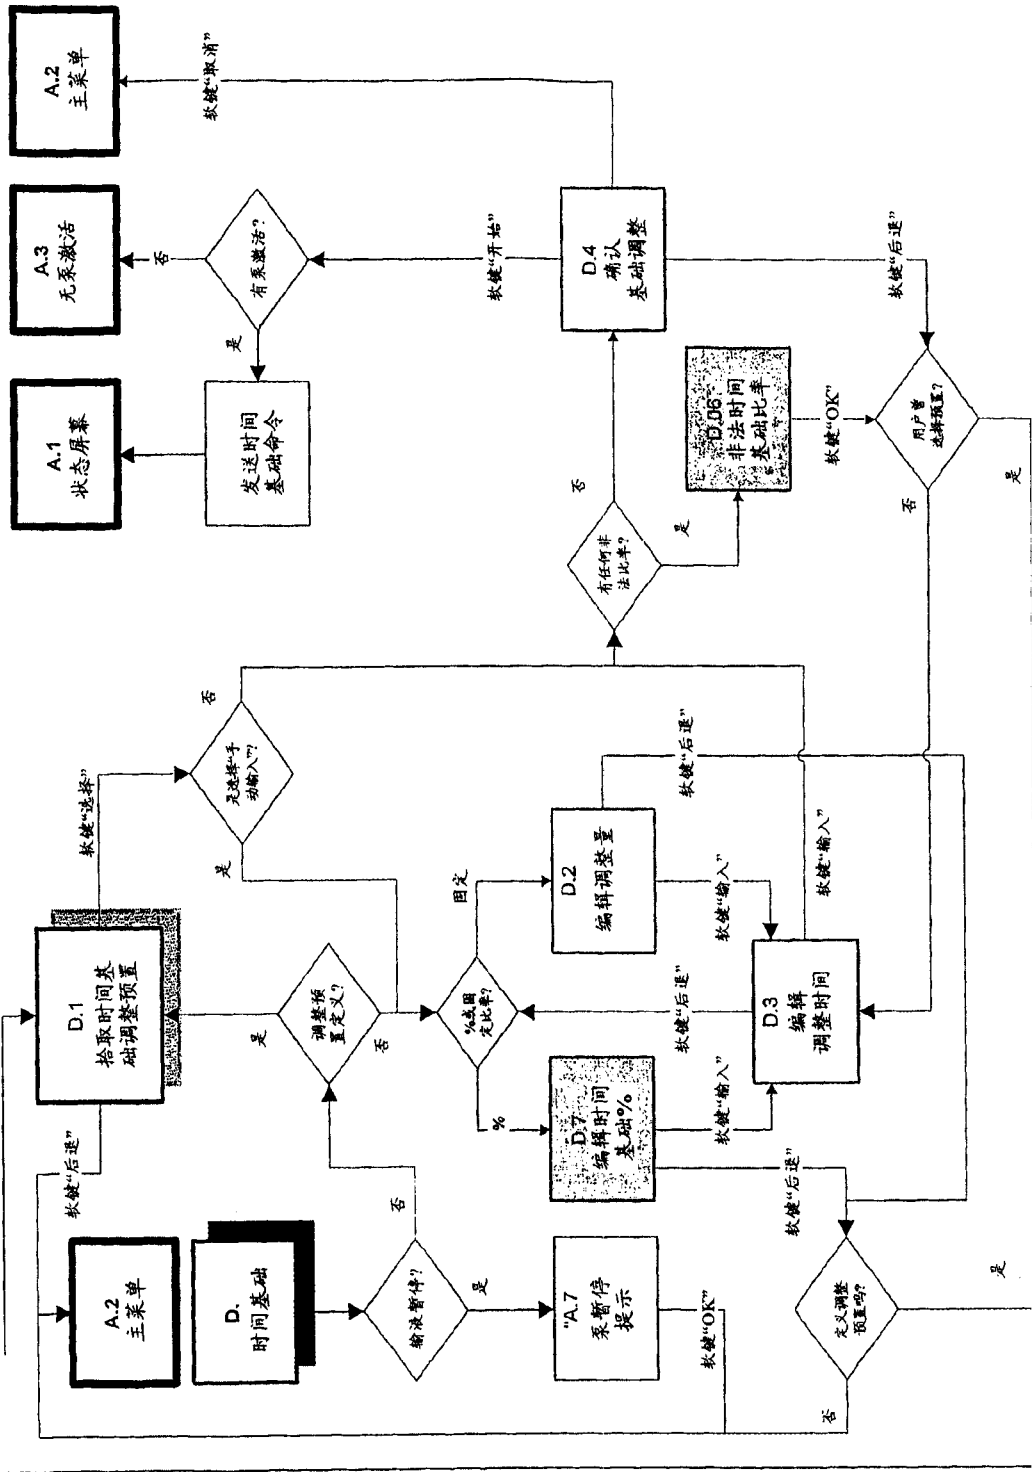 A.2
主菜单
软键“取消”
A.3
无泵激活
否
有泵激活?
是
软键“开始”
A.1
状态屏幕
发送时间
基础命令
D.4
确认
基础调整
软键“后退”
D.06
非法时间
基础比率
软键“OK”
用户曾
选择预置?
否
是
有任何非
法比率?
否
是
软键“选择”
是选择“手
动输入”?
否
是
D.1
拾取时间基
础调整预置
软键“后退”
调整预
置定义?
是
否
%或固
定比率?
固定
%
D.2
编辑调整量
软键“后退”
软键“输入”
D.3
编辑
调整时间
软键“输入”
软键“后退”
D.7
编辑时间
基础%
软键“输入”
软键“后退”
A.2
主菜单
D.
时间基础
输液暂停?
否
是
"A.7
泵暂停
提示
软键“OK”
定义调整
预置吗?
否
是